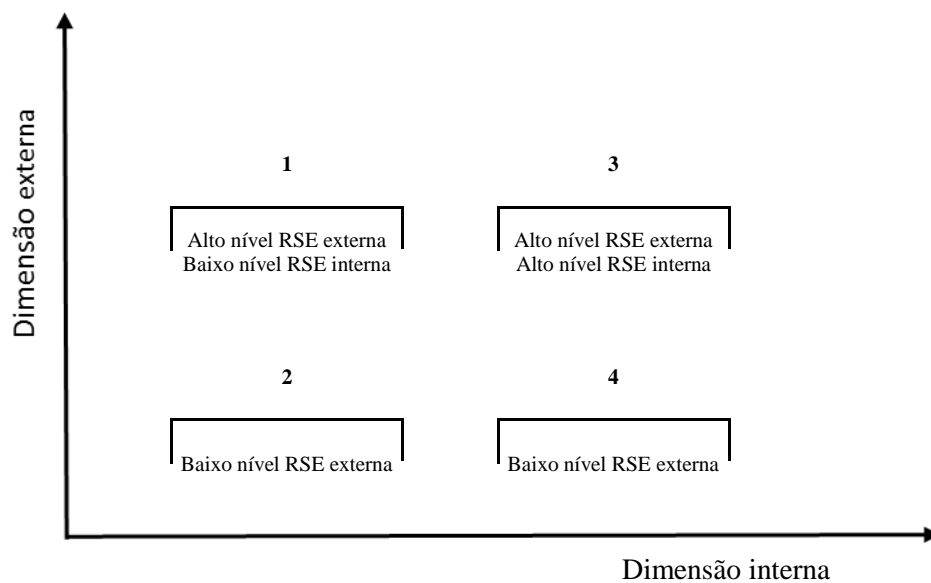 Dimensão externa
1
Alto nível RSE externa
Baixo nível RSE interna
3
Alto nível RSE externa
Alto nível RSE interna
2
Baixo nível RSE externa
4
Baixo nível RSE externa
Dimensão interna